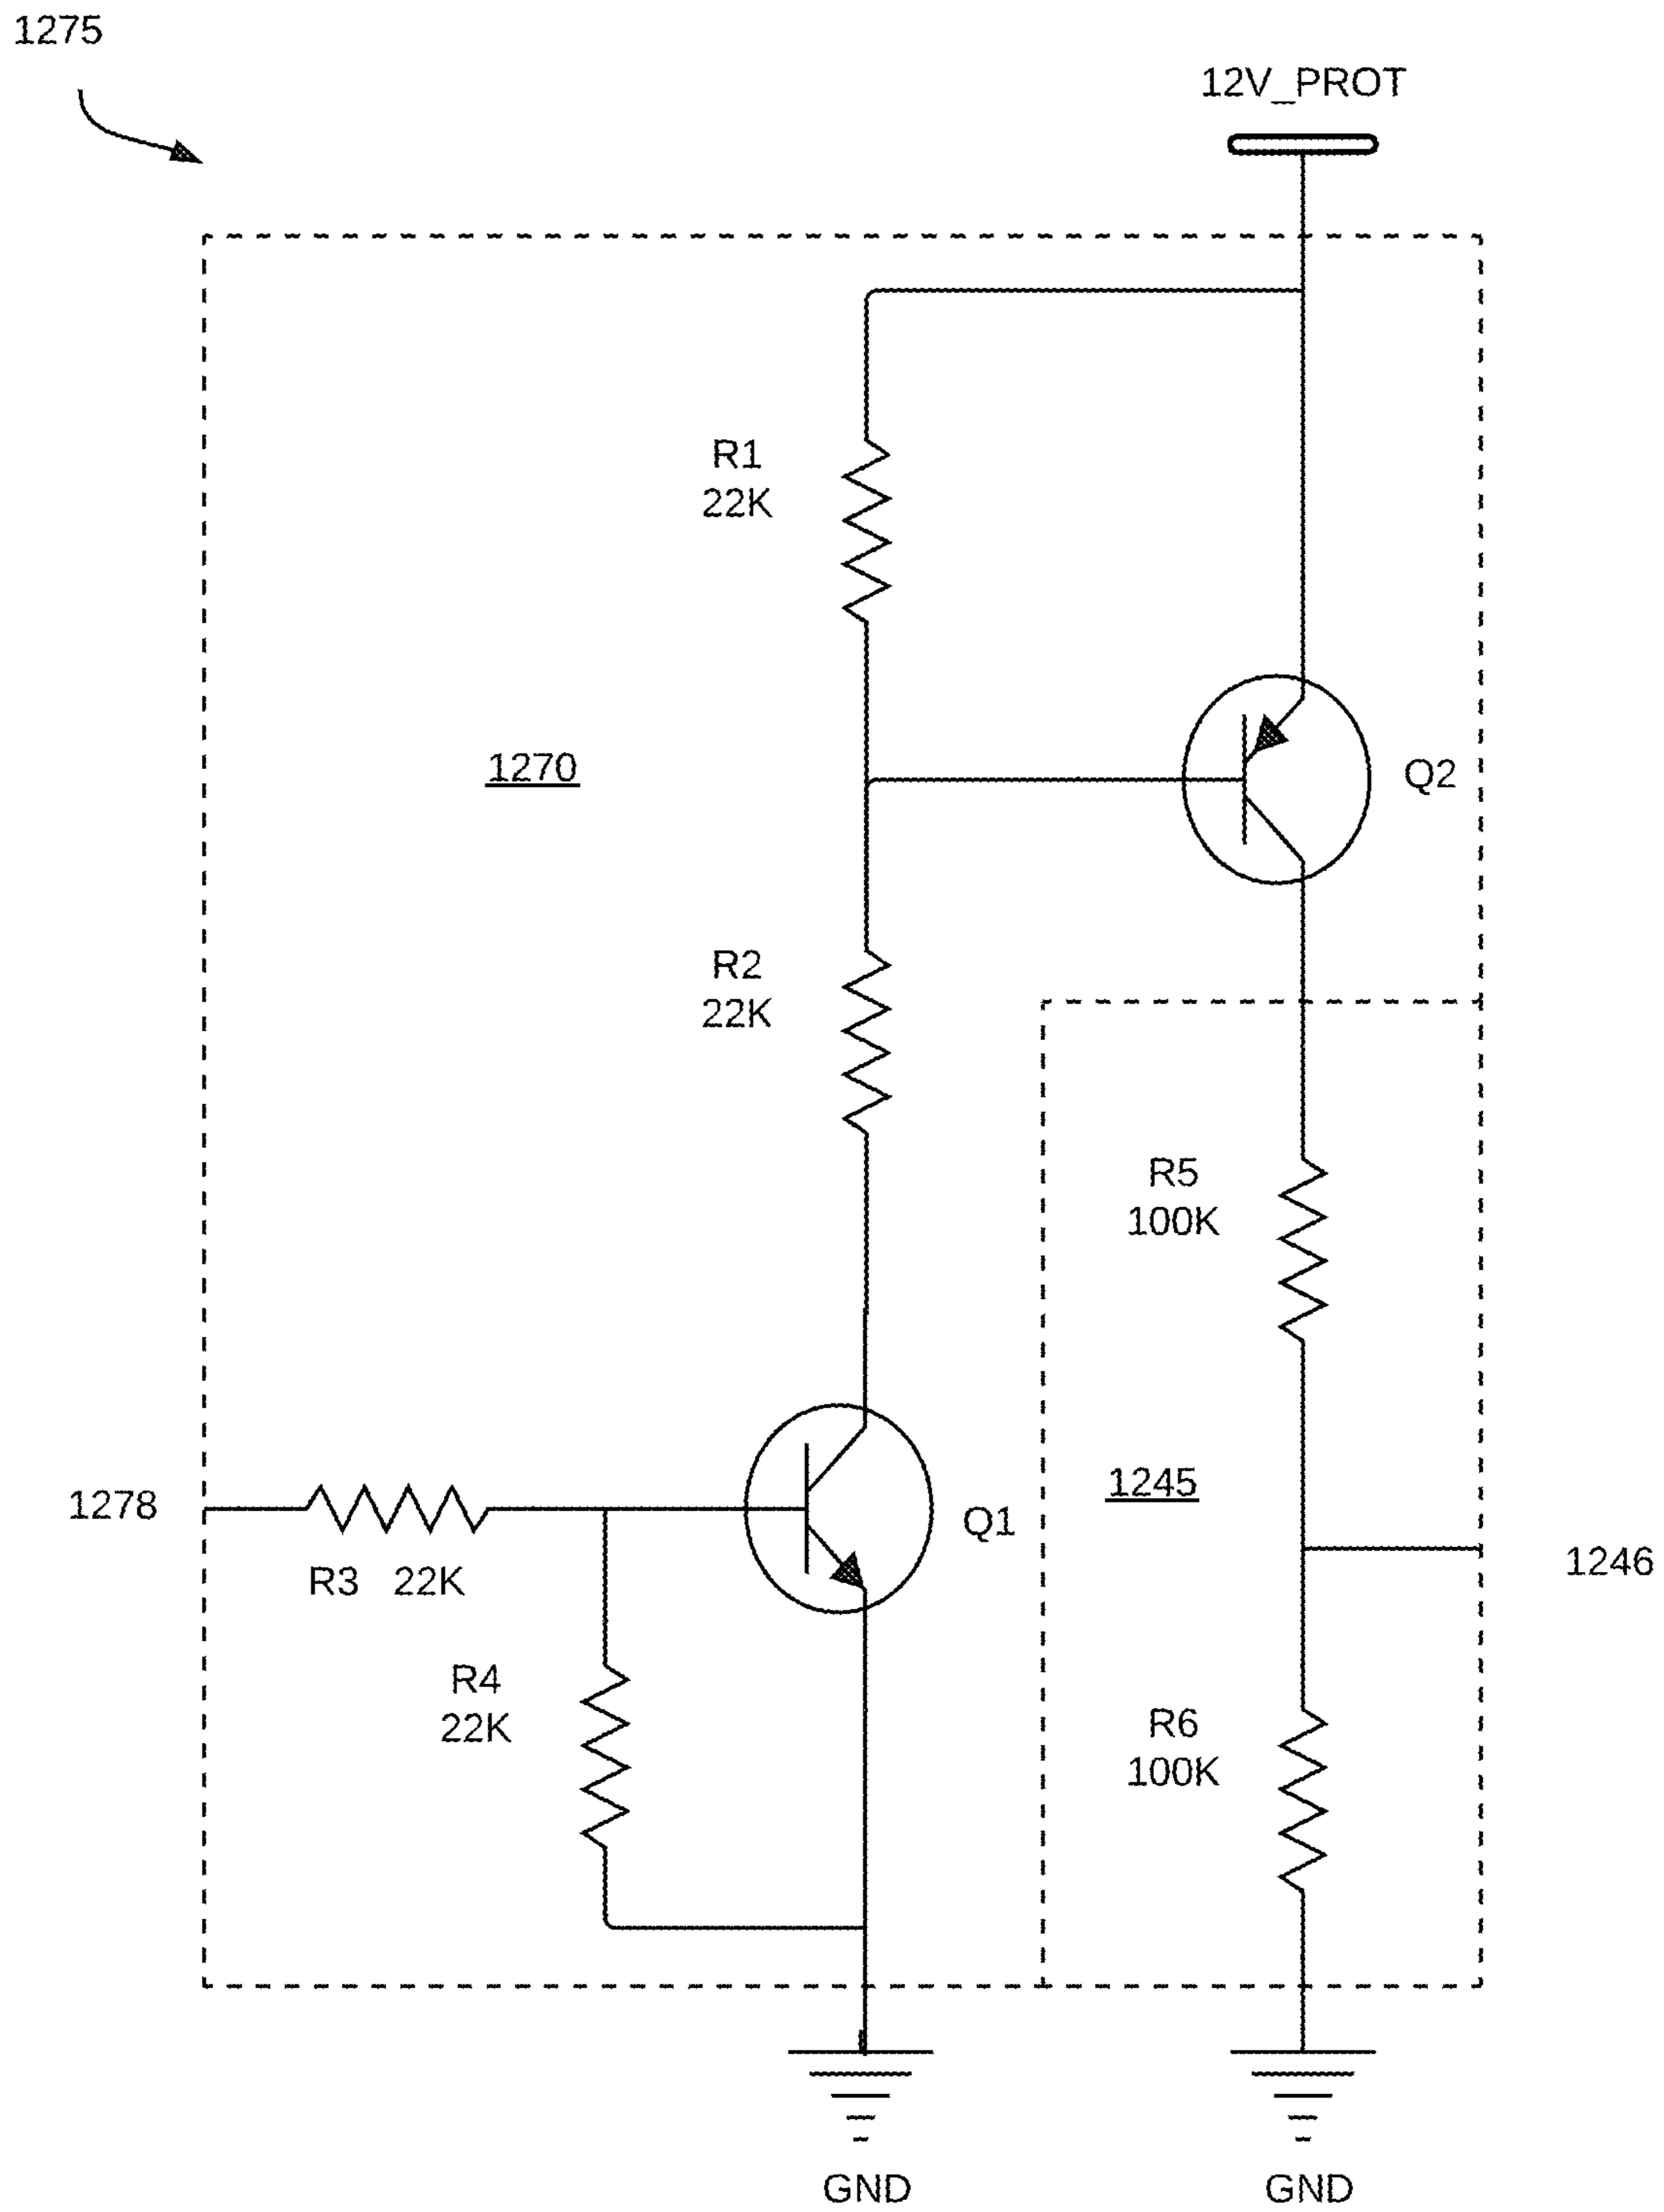 1275
12V_PROT
R1
22K
1270
Q2
R2
22K
R5
100K
1245
1278
Q1
R3 22K
1246
R4
22K
R6
100K
GND
GND